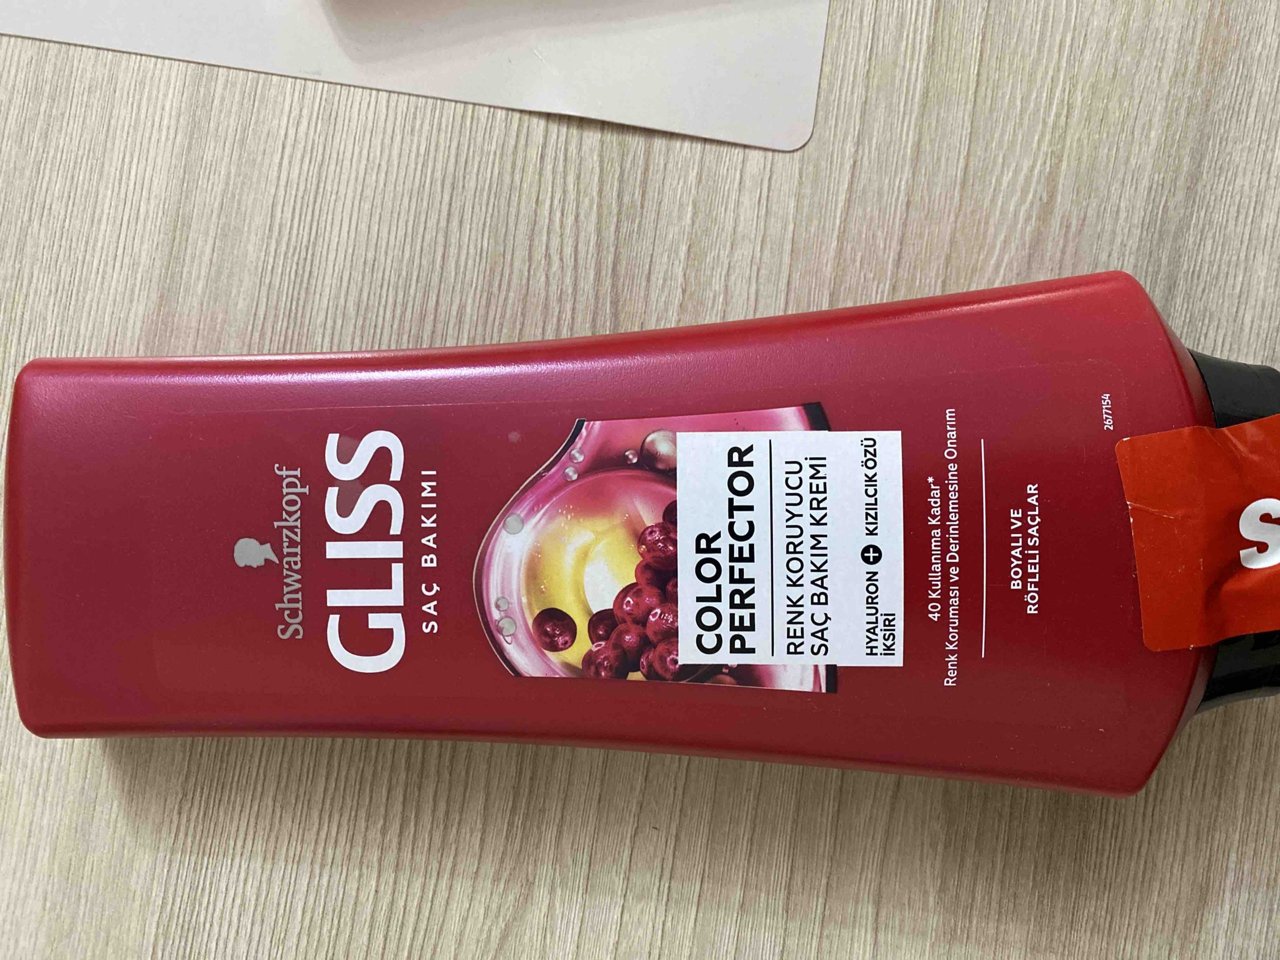 Schwarzkopf
GLISS
SAÇ BAKIMI
COLOR
PERFECTOR
RENK KORUYUCU
SAÇ BAKIM KREMİ
HYALURON + KIZILCIK ÖZÜ
İKSİRİ
40 Kullanıma Kadar*
Renk Koruması ve Derinlemesine Onarım
BOYALI VE
RÖFLELİ SAÇLAR
2677154
S